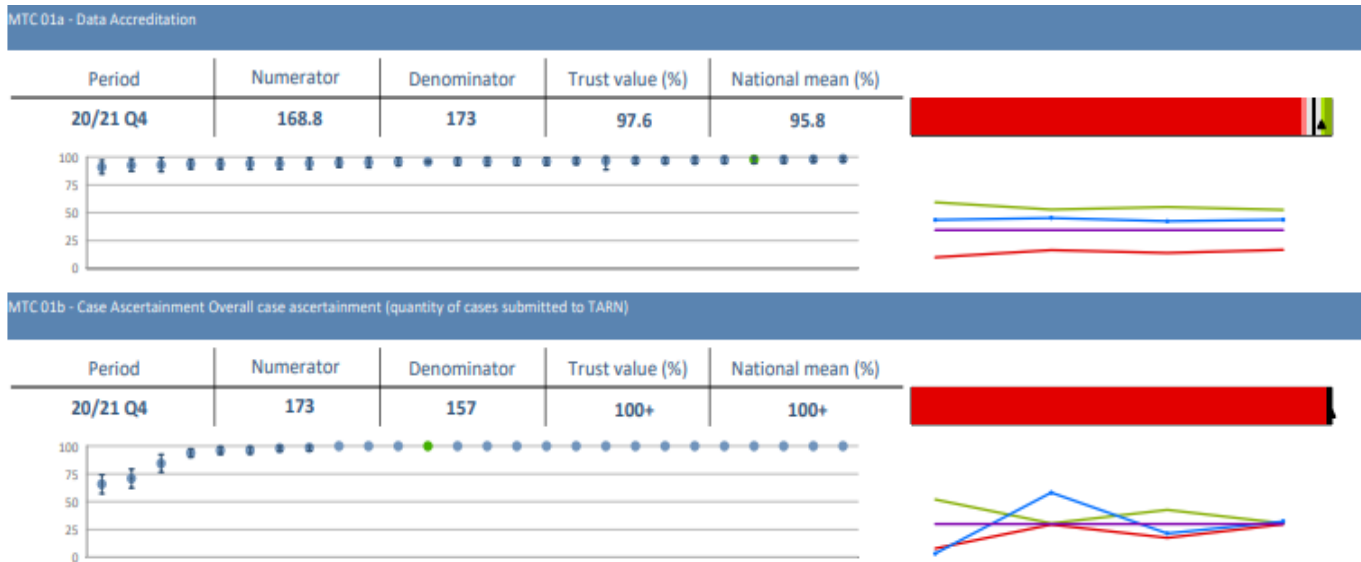 MTC 01a - Data Accreditation
Period Numerator Denominator Trust value (%) National mean (%)
20/21 Q4 168.8 173 97.6 95.8
100
75
50
25
0
MTC 01b - Case Ascertainment Overall case ascertainment (quantity of cases submitted to TARN)
Period Numerator Denominator Trust value (%) National mean (%)
20/21 Q4 173 157 100+ 100+
100
75
50
25
0